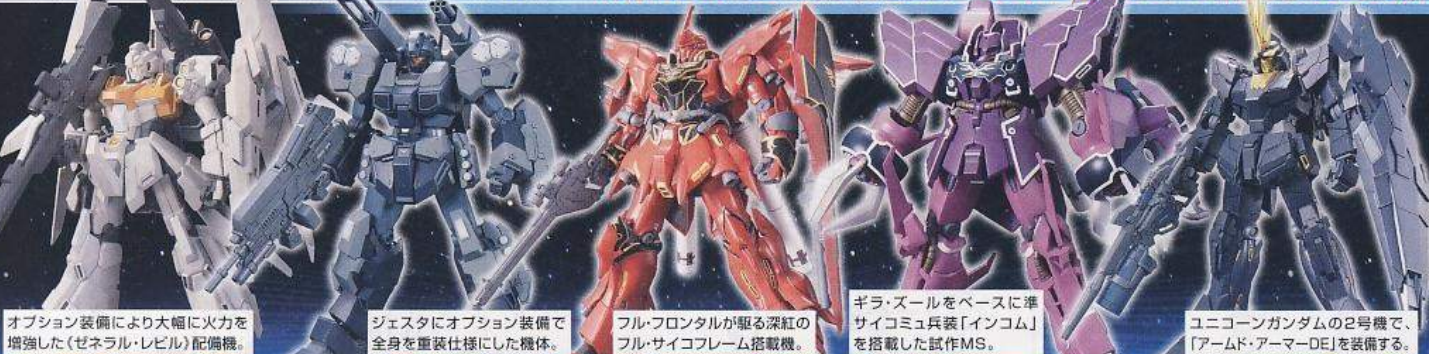 オプション装備により大幅に火力を
増強した《ゼネラル・レビル》配備機。
ジェスタにオプション装備で
全身を重装仕様にした機体。
フル・フロンタルが駆る深紅の
フル・サイコフレーム搭載機。
ギラ・ズールをベースに準
サイコミュ兵装「インコム」
を搭載した試作MS。
ユニコーンガンダムの2号機で、
「アームド・アーマーDE」を装備する。